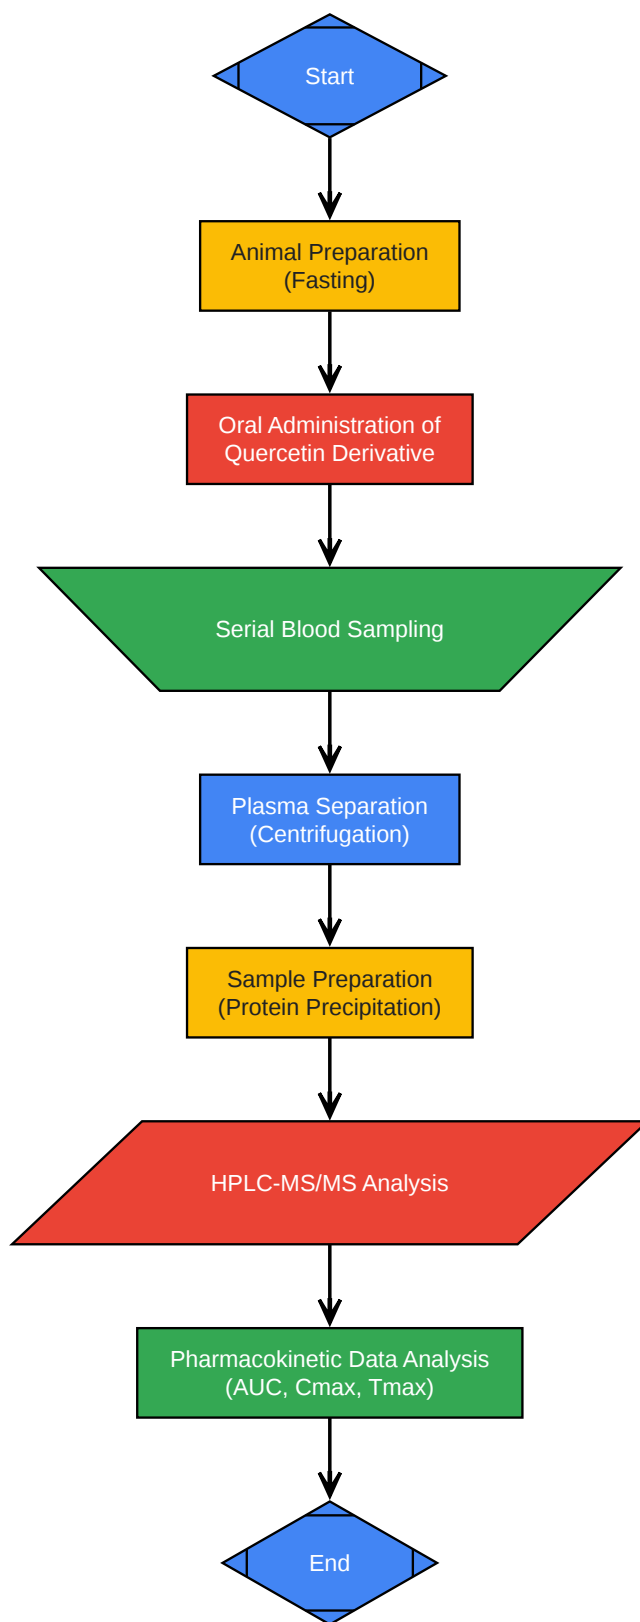 Start
Animal Preparation
(Fasting)
Oral Administration of
Quercetin Derivative
Serial Blood Sampling
Plasma Separation
(Centrifugation)
Sample Preparation
(Protein Precipitation)
HPLC-MS/MS Analysis
Pharmacokinetic Data Analysis
(AUC, Cmax, Tmax)
End